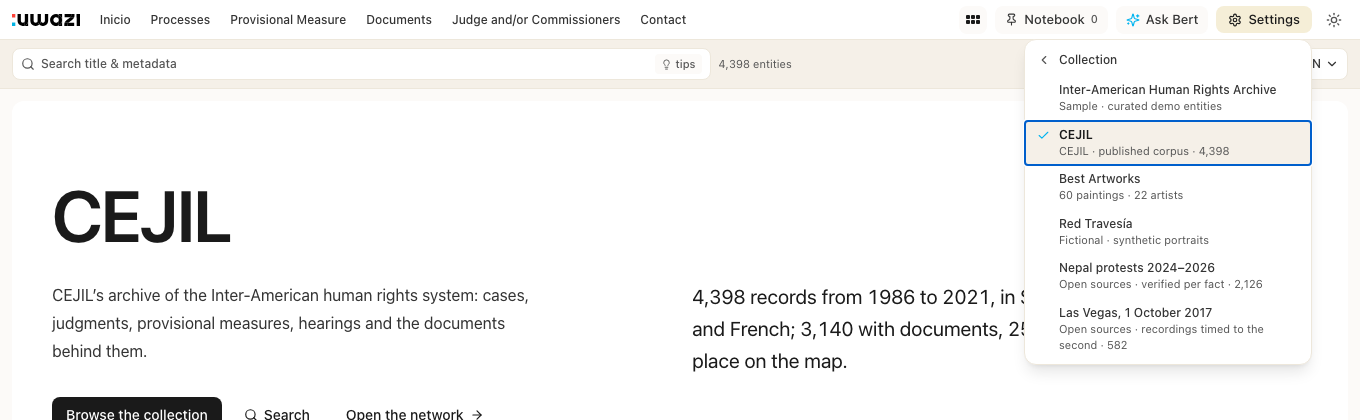 uwazi
Inicio
Processes
Provisional Measure
Documents
Judge and/or Commissioners
Contact
Notebook 0
Ask Bert
Settings
Search title & metadata
tips
4,398 entities
N
Collection
Inter-American Human Rights Archive
Sample · curated demo entities
CEJIL
CEJIL · published corpus · 4,398
Best Artworks
60 paintings · 22 artists
Red Travesía
Fictional · synthetic portraits
Nepal protests 2024–2026
Open sources · verified per fact · 2,126
Las Vegas, 1 October 2017
Open sources · recordings timed to the
second · 582
CEJIL
CEJIL’s archive of the Inter-American human rights system: cases,
judgments, provisional measures, hearings and the documents
behind them.
4,398 records from 1986 to 2021, in
and French; 3,140 with documents,
place on the map.
Browse the collection
Search
Open the network →